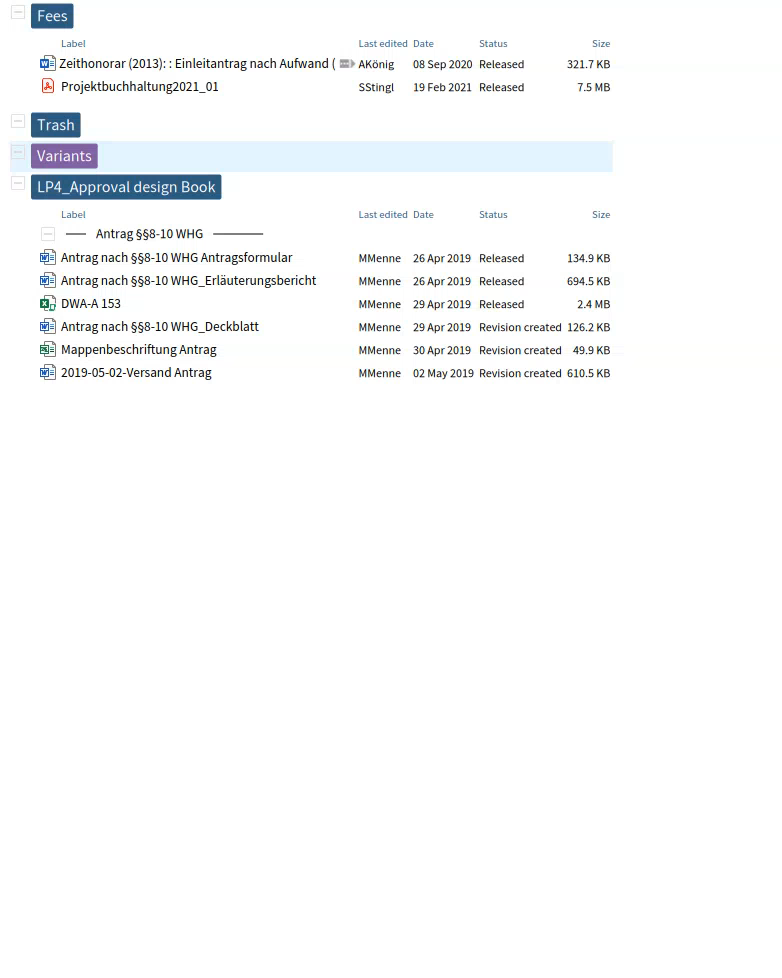 Fees
Label Last edited Date Status Size
Zeithonorar (2013): : Einleitantrag nach Aufwand ( AKönig 08 Sep 2020 Released 321.7 KB
Projektbuchhaltung2021_01 SStingl 19 Feb 2021 Released 7.5 MB
Trash
Variants
LP4_Approval design Book
Label Last edited Date Status Size
Antrag §§8-10 WHG
Antrag nach §§8-10 WHG Antragsformular MMenne 26 Apr 2019 Released 134.9 KB
Antrag nach §§8-10 WHG_Erläuterungsbericht MMenne 26 Apr 2019 Released 694.5 KB
DWA-A 153 MMenne 29 Apr 2019 Released 2.4 MB
Antrag nach §§8-10 WHG_Deckblatt MMenne 29 Apr 2019 Revision created 126.2 KB
Mappenbeschriftung Antrag MMenne 30 Apr 2019 Revision created 49.9 KB
2019-05-02-Versand Antrag MMenne 02 May 2019 Revision created 610.5 KB